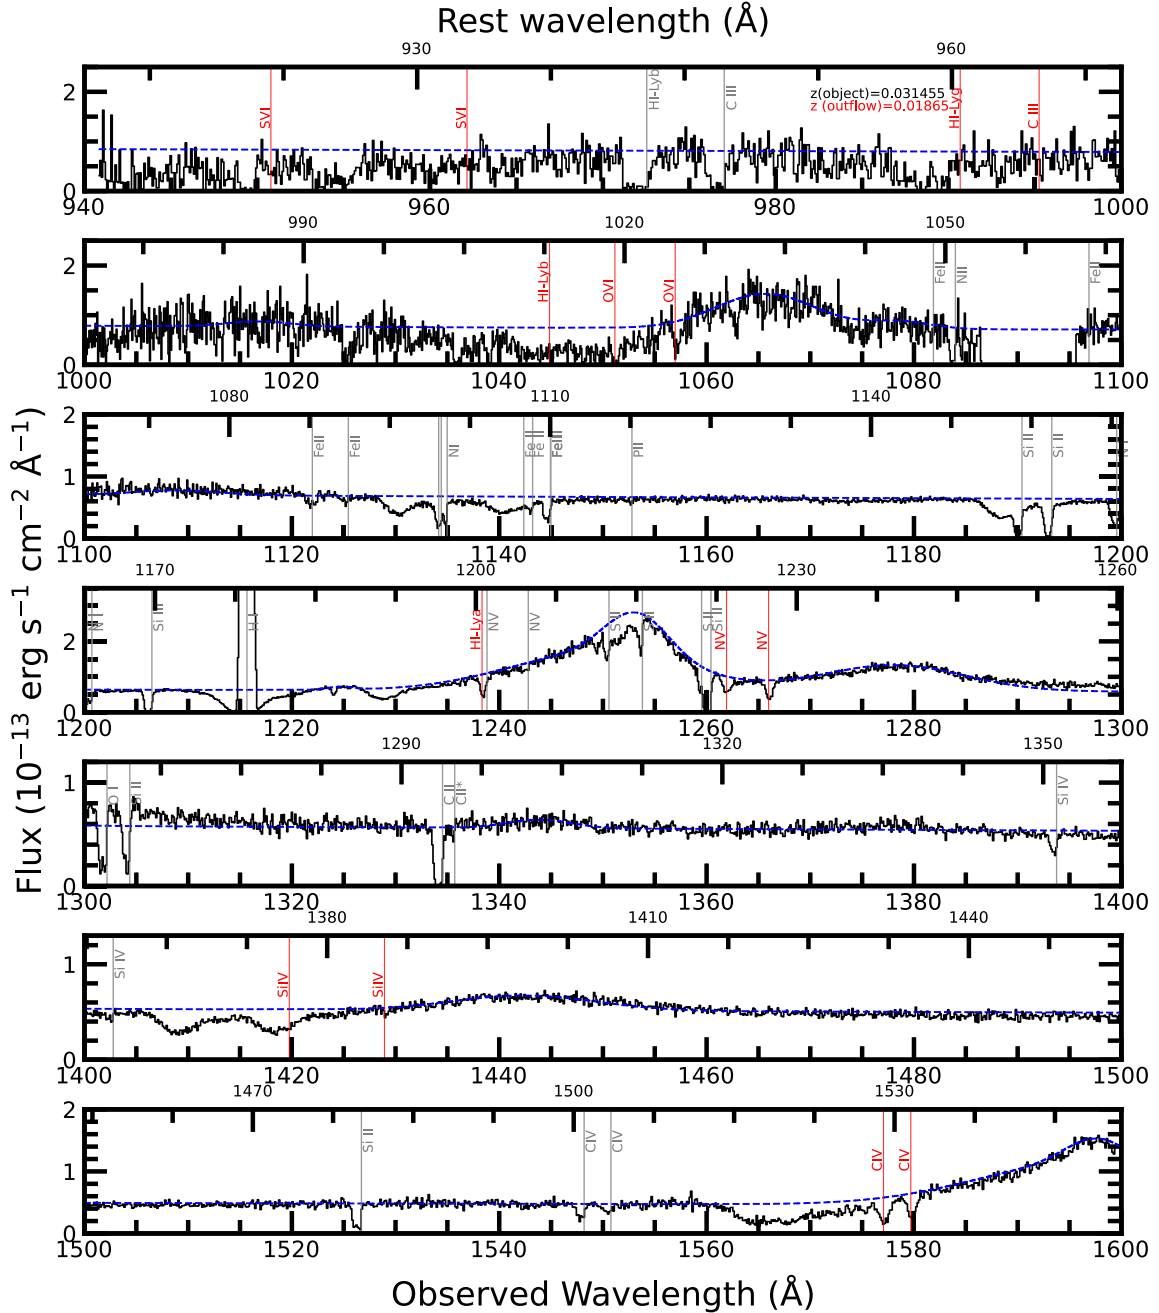 Rest wavelength (Å)
930 960
SVI SVI HI-Lyb C III HI-Lyg C III
z(object)=0.031455
z (outflow)=0.01865
2
0
940 960 980 1000
990 1020 1050
HI-Lyb OVI OVI FeII NII FeII
2
0
1000 1020 1040 1060 1080 1100
1080 1110 1140
FeII FeII NI Fe II Fe II FeIII PII Si II Si II N I
2
1
0
1100 1120 1140 1160 1180 1200
1170 1200 1230 1260
N I Si III H I HI-Lya NV NV S II S II S II Si II NV NV
2
0
1200 1220 1240 1260 1280 1300
1290 1320 1350
O I Si II C II CII* Si IV
1
0
1300 1320 1340 1360 1380 1400
1380 1410 1440
Si IV SiIV SiIV
1
0
1400 1420 1440 1460 1480 1500
1470 1500 1530
Si II CIV CIV CIV CIV
2
1
0
1500 1520 1540 1560 1580 1600
Flux (10⁻¹³ erg s⁻¹ cm⁻² Å⁻¹)
Observed Wavelength (Å)